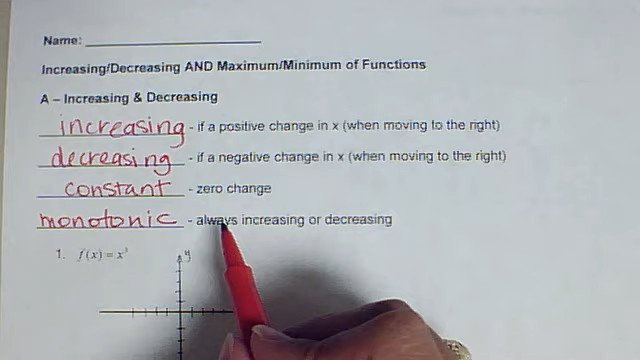 Name: ___________________________
Increasing/Decreasing AND Maximum/Minimum of Functions
A – Increasing & Decreasing
increasing - if a positive change in x (when moving to the right)
decreasing - if a negative change in x (when moving to the right)
constant - zero change
monotonic - always increasing or decreasing
1. f(x) = x³
y